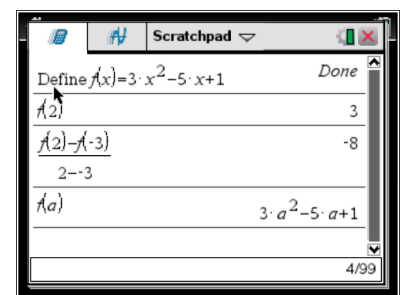 Scratchpad
Define f(x)=3·x²−5·x+1 Done
f(2) 3
f(2)−f(-3) -8
2−-3
f(a) 3·a²−5·a+1
4/99